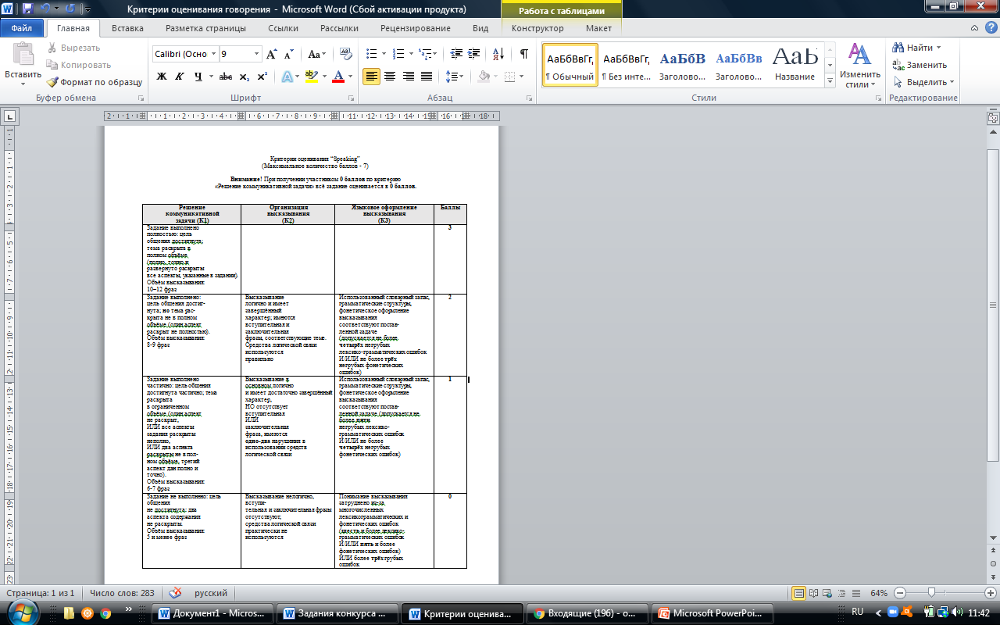 Критерии оценивания говорения - Microsoft Word (Сбой активации продукта)
Работа с таблицами
Файл Главная Вставка Разметка страницы Ссылки Рассылки Рецензирование Вид Конструктор Макет
Вставить
Вырезать
Копировать
Формат по образцу
Буфер обмена
Calibri (Осно 9
Шрифт
Абзац
АаБбВвГг, АаБбВвГг, АаБбВ АаБбВв АаЬ
¶ Обычный ¶ Без инте... Заголово... Заголово... Название
Изменить стили
Стили
Найти
Заменить
Выделить
Редактирование
Критерии оценивания "Speaking"
(Максимальное количество баллов - 7)
Внимание! При получении участником 0 баллов по критерию
«Решение коммуникативной задачи» всё задание оценивается в 0 баллов.
Решение
коммуникативной
задачи (К1)
Организация
высказывания
(К2)
Языковое оформление
высказывания
(К3)
Баллы
Задание выполнено
полностью: цель
общения достигнута;
тема раскрыта в
полном объёме
(полно, точно и
развернуто раскрыты
все аспекты, указанные в задании).
Объём высказывания:
10–12 фраз
3
Задание выполнено:
цель общения достиг-
нута; но тема рас-
крыта не в полном
объёме (один аспект
раскрыт не полностью).
Объём высказывания:
8-9 фраз
Высказывание
логично и имеет
завершённый
характер; имеются
вступительная и
заключительная
фразы, соответствующие теме.
Средства логической связи
используются
правильно
Использованный словарный запас,
грамматические структуры,
фонетическое оформление
высказывания
соответствуют постав-
ленной задаче
(допускается не более
четырёх негрубых
лексико-грамматических ошибок
И/ИЛИ не более трёх
негрубых фонетических
ошибок)
2
Задание выполнено
частично: цель общения
достигнута частично; тема
раскрыта
в ограниченном
объёме (один аспект
не раскрыт,
ИЛИ все аспекты
задания раскрыты
неполно,
ИЛИ два аспекта
раскрыты не в пол-
ном объёме, третий
аспект дан полно и
точно).
Объём высказывания:
6-7 фраз
Высказывание в
основном логично
и имеет достаточно завершённый
характер,
НО отсутствует
вступительная
ИЛИ
заключительная
фраза, имеются
одно-два нарушения в
использовании средств
логической связи
Использованный словарный запас,
грамматические структуры,
фонетическое оформление
высказывания
соответствуют постав-
ленной задаче (допускается не
более пяти
негрубых лексико-
грамматических ошибок
И/ИЛИ не более
четырёх негрубых
фонетических ошибок)
1
Задание не выполнено: цель
общения
не достигнута: два
аспекта содержания
не раскрыты.
Объём высказывания:
5 и менее фраз
Высказывание нелогично,
вступи-
тельная и заключительная фразы
отсутствуют;
средства логической связи
практически не
используются
Понимание высказывания
затруднено из-за
многочисленных
лексикограмматических и
фонетических ошибок
(шесть и более лексико-
грамматических ошибок
И/ИЛИ пять и более
фонетических ошибок)
ИЛИ более трёх грубых
ошибок
0
Страница: 1 из 1 Число слов: 283 русский 64%
Документ1 - Micros... Задания конкурса ... Критерии оценива... Входящие (196) - o... Microsoft PowerPoi... RU 11:42